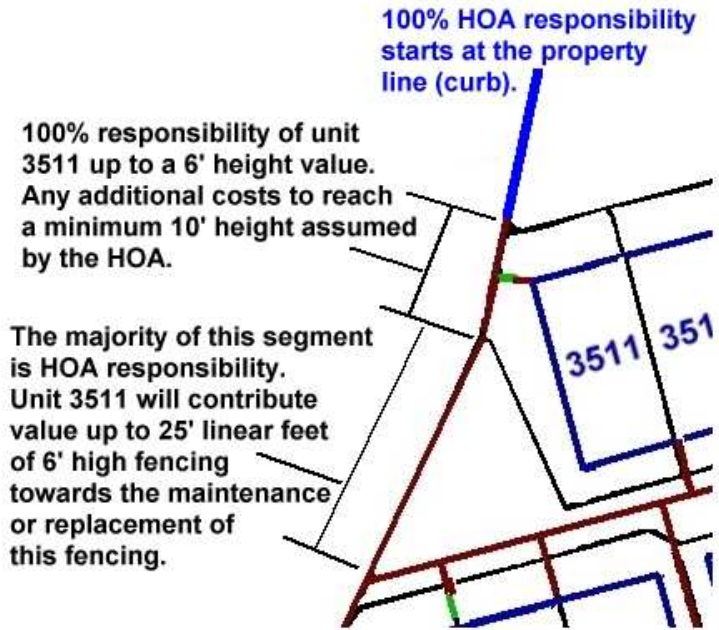 100% HOA responsibility
starts at the property
line (curb).
100% responsibility of unit
3511 up to a 6' height value.
Any additional costs to reach
a minimum 10' height assumed
by the HOA.
The majority of this segment
is HOA responsibility.
Unit 3511 will contribute
value up to 25' linear feet
of 6' high fencing
towards the maintenance
or replacement of
this fencing.
3511
351